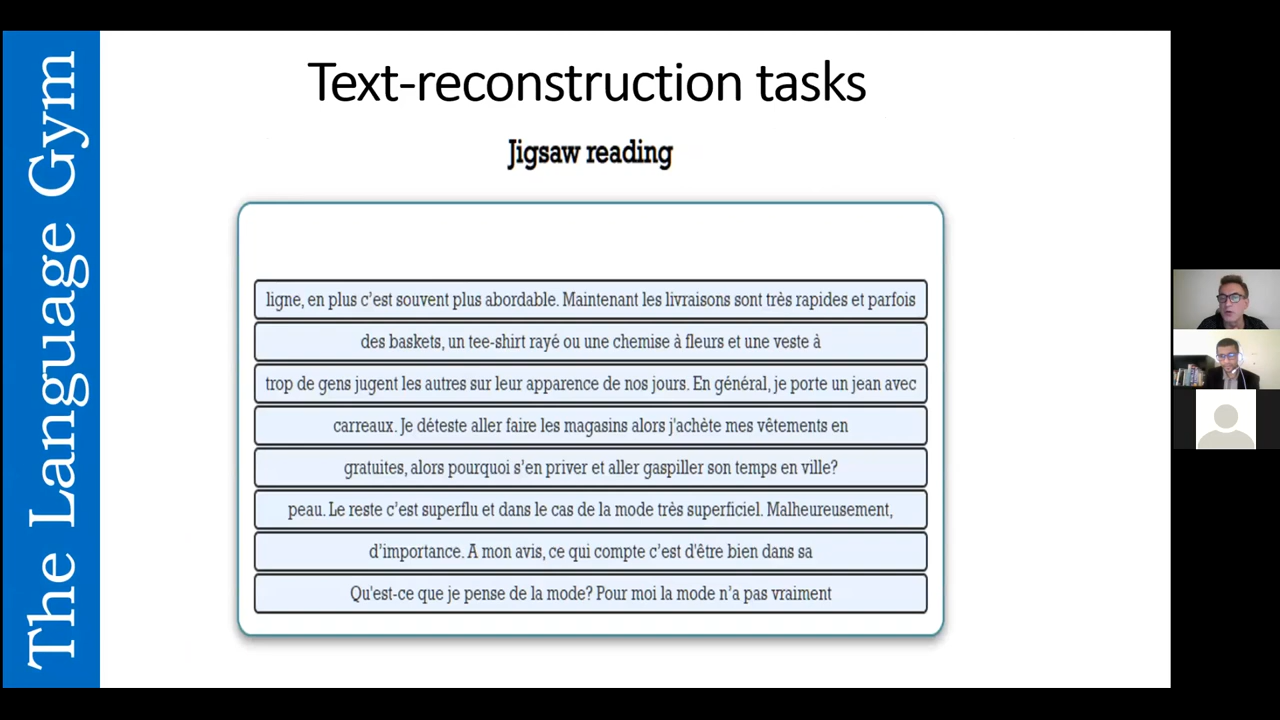 The Language Gym
Text-reconstruction tasks
Jigsaw reading
ligne, en plus c’est souvent plus abordable. Maintenant les livraisons sont très rapides et parfois
des baskets, un tee-shirt rayé ou une chemise à fleurs et une veste à
trop de gens jugent les autres sur leur apparence de nos jours. En général, je porte un jean avec
carreaux. Je déteste aller faire les magasins alors j'achète mes vêtements en
gratuites, alors pourquoi s’en priver et aller gaspiller son temps en ville?
peau. Le reste c’est superflu et dans le cas de la mode très superficiel. Malheureusement,
d’importance. A mon avis, ce qui compte c’est d'être bien dans sa
Qu'est-ce que je pense de la mode? Pour moi la mode n’a pas vraiment